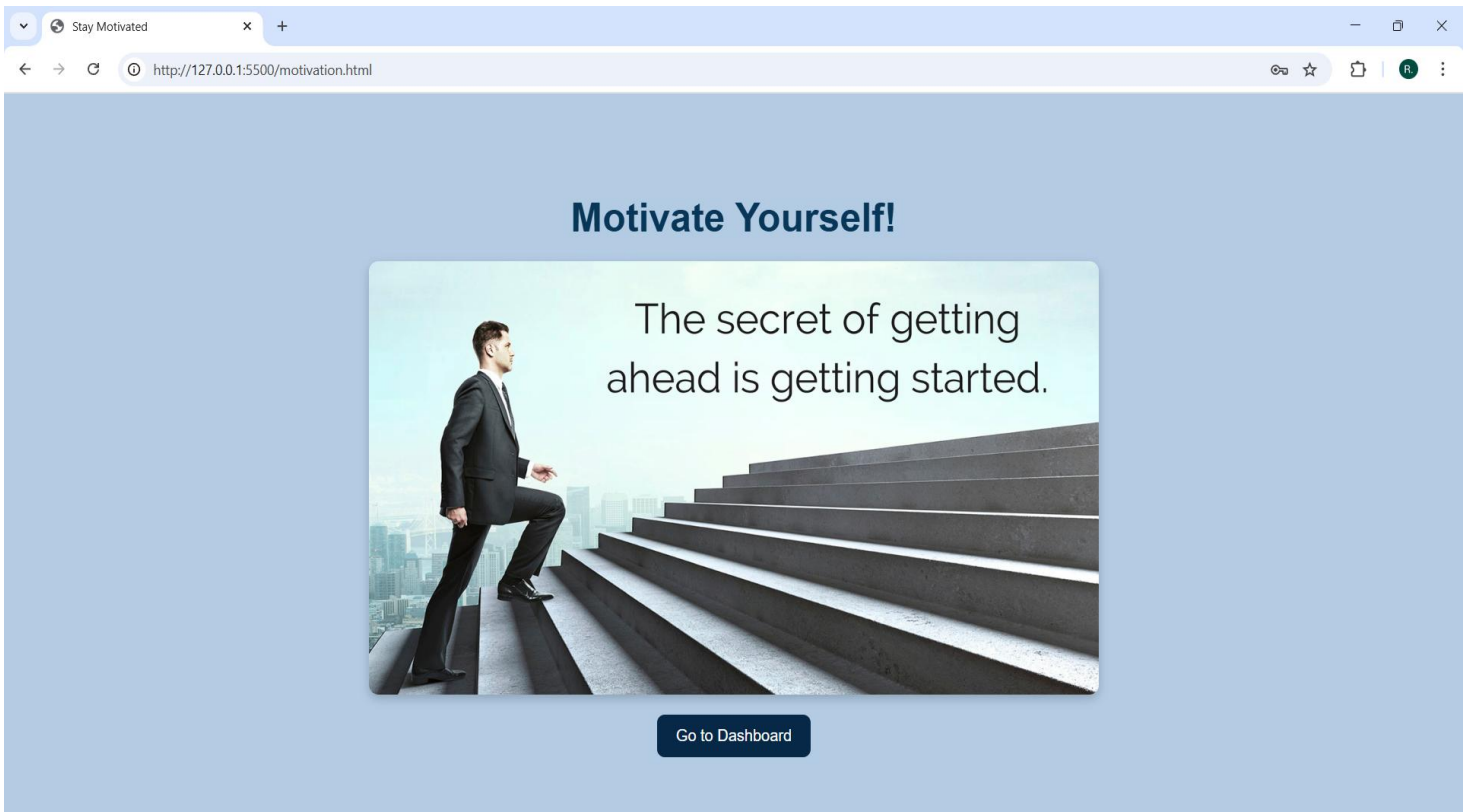 Stay Motivated
http://127.0.0.1:5500/motivation.html
R.
Motivate Yourself!
The secret of getting
ahead is getting started.
Go to Dashboard